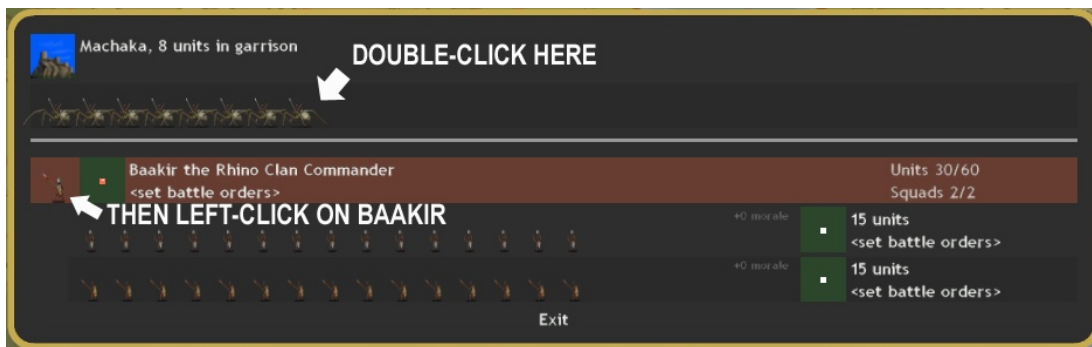 Machaka, 8 units in garrison
DOUBLE-CLICK HERE
Baakir the Rhino Clan Commander
Units 30/60
<set battle orders>
Squads 2/2
THEN LEFT-CLICK ON BAAKIR
+0 morale
15 units
<set battle orders>
+0 morale
15 units
<set battle orders>
Exit